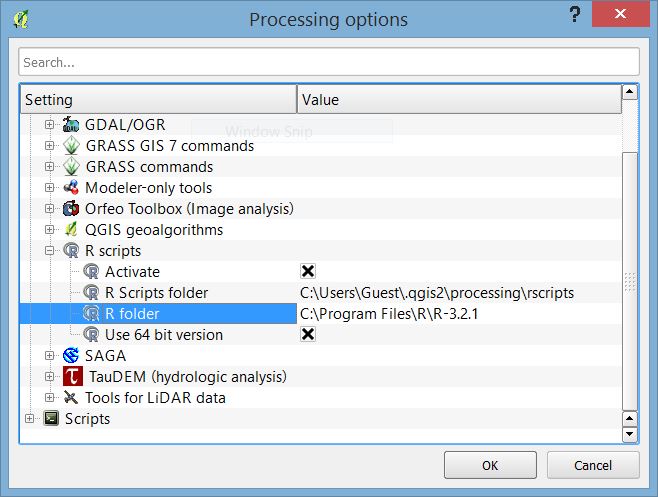 Processing options
?
x
Search...
Setting Value
GDAL/OGR
Window Snip
GRASS GIS 7 commands
GRASS commands
Modeler-only tools
Orfeo Toolbox (Image analysis)
QGIS geoalgorithms
R scripts
Activate
R Scripts folder C:\Users\Guest\.qgis2\processing\rscripts
R folder C:\Program Files\R\R-3.2.1
Use 64 bit version
SAGA
TauDEM (hydrologic analysis)
Tools for LiDAR data
Scripts
OK Cancel